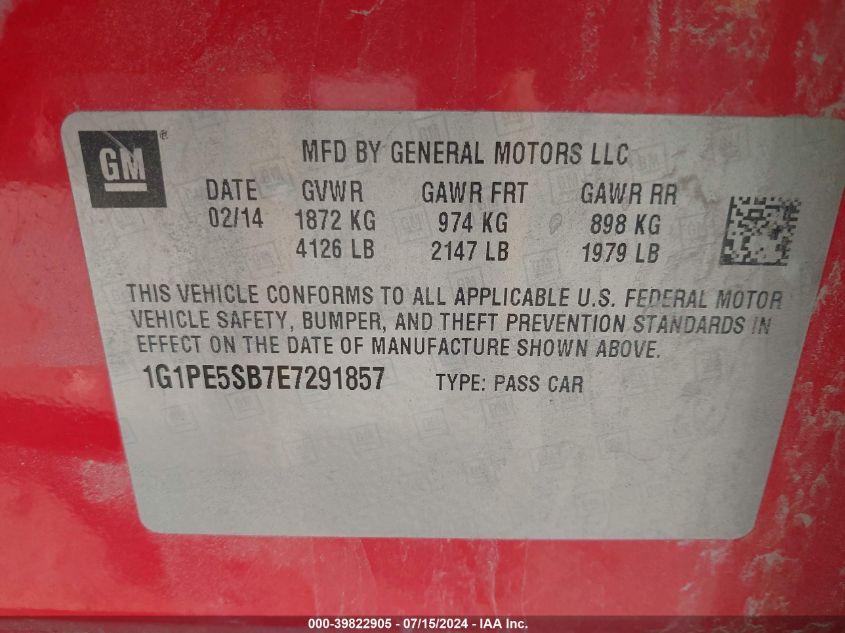 GM®
MFD BY GENERAL MOTORS LLC
DATE GVWR GAWR FRT GAWR RR
02/14 1872 KG 974 KG 898 KG
4126 LB 2147 LB 1979 LB
THIS VEHICLE CONFORMS TO ALL APPLICABLE U.S. FEDERAL MOTOR
VEHICLE SAFETY, BUMPER, AND THEFT PREVENTION STANDARDS IN
EFFECT ON THE DATE OF MANUFACTURE SHOWN ABOVE.
1G1PE5SB7E7291857 TYPE: PASS CAR
000-39822905 - 07/15/2024 - IAA Inc.